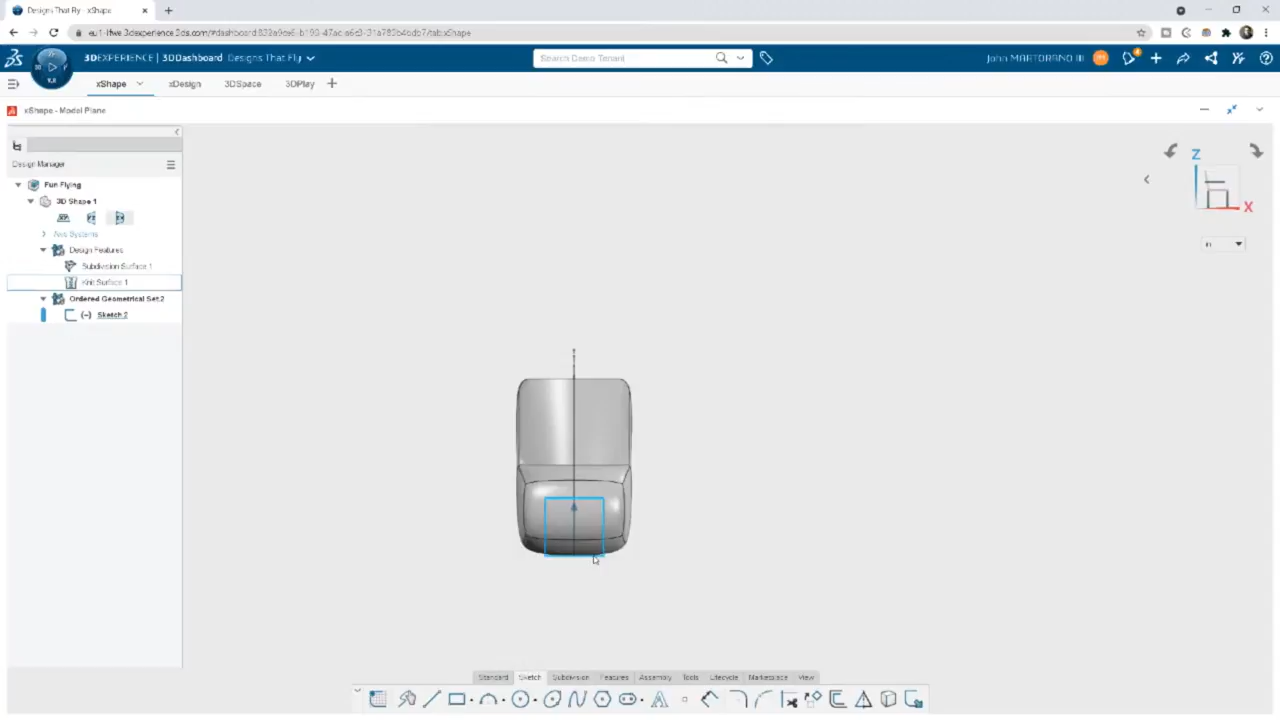 Designs That Fly - xShape
3DEXPERIENCE | 3DDashboard Designs That Fly
Search Demo Tenant
John MARTORANO III
xShape
xDesign
3DSpace
3DPlay
xShape - Model Plane
Design Manager
Fun Flying
3D Shape 1
Axis Systems
Design Features
Subdivision Surface 1
Knit Surface 1
Ordered Geometrical Set.2
(-) Sketch.2
Z
X
in
Standard Sketch Subdivision Features Assembly Tools Lifecycle Marketplace View